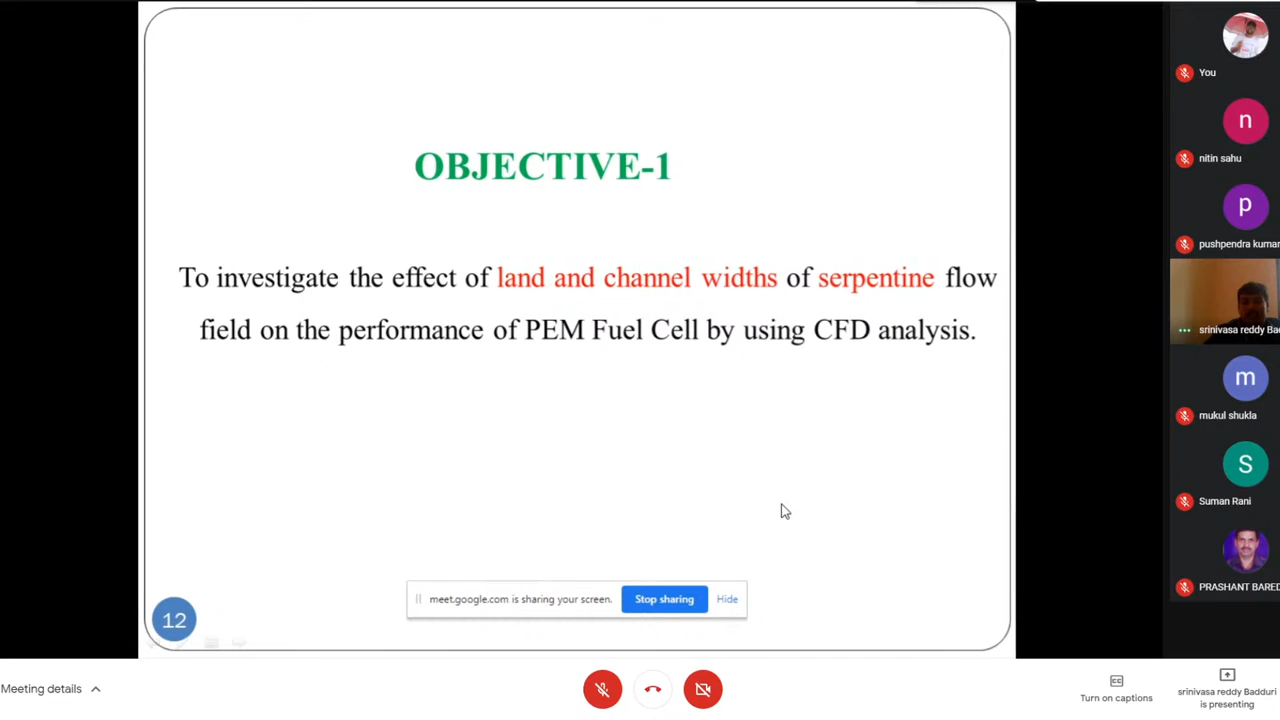 OBJECTIVE-1
To investigate the effect of land and channel widths of serpentine flow
field on the performance of PEM Fuel Cell by using CFD analysis.
meet.google.com is sharing your screen.
Stop sharing
Hide
12
You
n
nitin sahu
p
pushpendra kumar
srinivasa reddy Ba
m
mukul shukla
S
Suman Rani
PRASHANT BARED
Meeting details
CC
Turn on captions
srinivasa reddy Badduri
is presenting